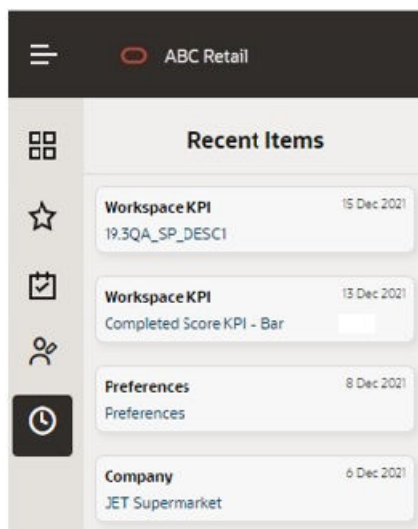 ABC Retail
Recent Items
Workspace KPI 15 Dec 2021
19.3QA_SP_DESC1
Workspace KPI 13 Dec 2021
Completed Score KPI - Bar
Preferences 8 Dec 2021
Preferences
Company 6 Dec 2021
JET Supermarket